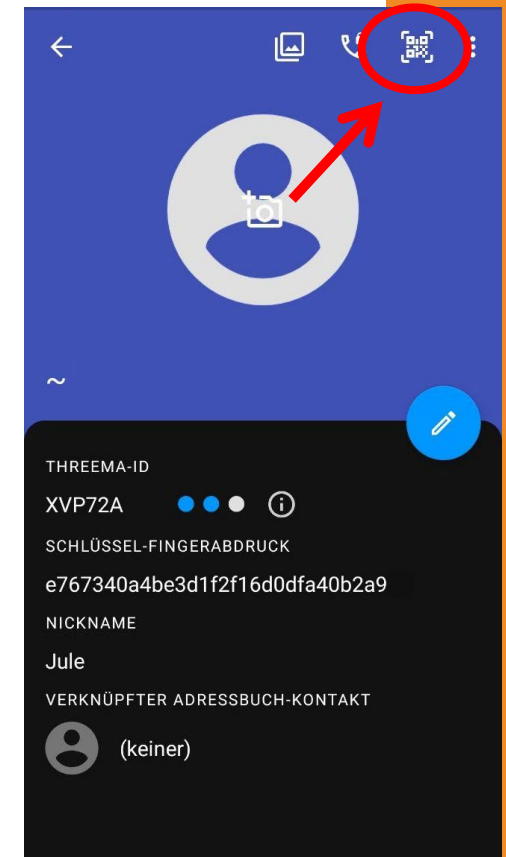 ~
THREEMA-ID
XVP72A
SCHLÜSSEL-FINGERABDRUCK
e767340a4be3d1f2f16d0dfa40b2a9
NICKNAME
Jule
VERKNÜPFTER ADRESSBUCH-KONTAKT
(keiner)